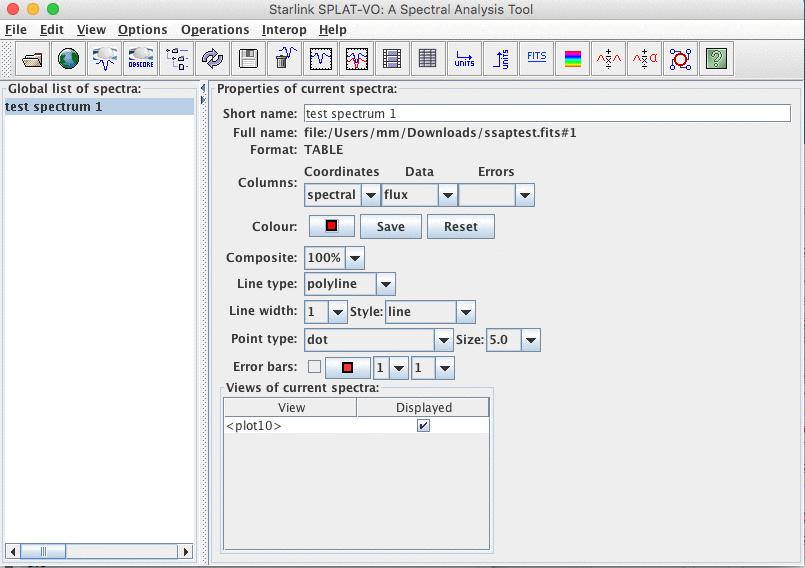 Starlink SPLAT-VO: A Spectral Analysis Tool
File Edit View Options Operations Interop Help
OBSCORE units units FITS
Global list of spectra:
test spectrum 1
Properties of current spectra:
Short name: test spectrum 1
Full name: file:/Users/mm/Downloads/ssaptest.fits#1
Format: TABLE
Coordinates Data Errors
Columns: spectral flux
Colour: Save Reset
Composite: 100%
Line type: polyline
Line width: 1 Style: line
Point type: dot Size: 5.0
Error bars: 1 1
Views of current spectra:
View Displayed
<plot10>